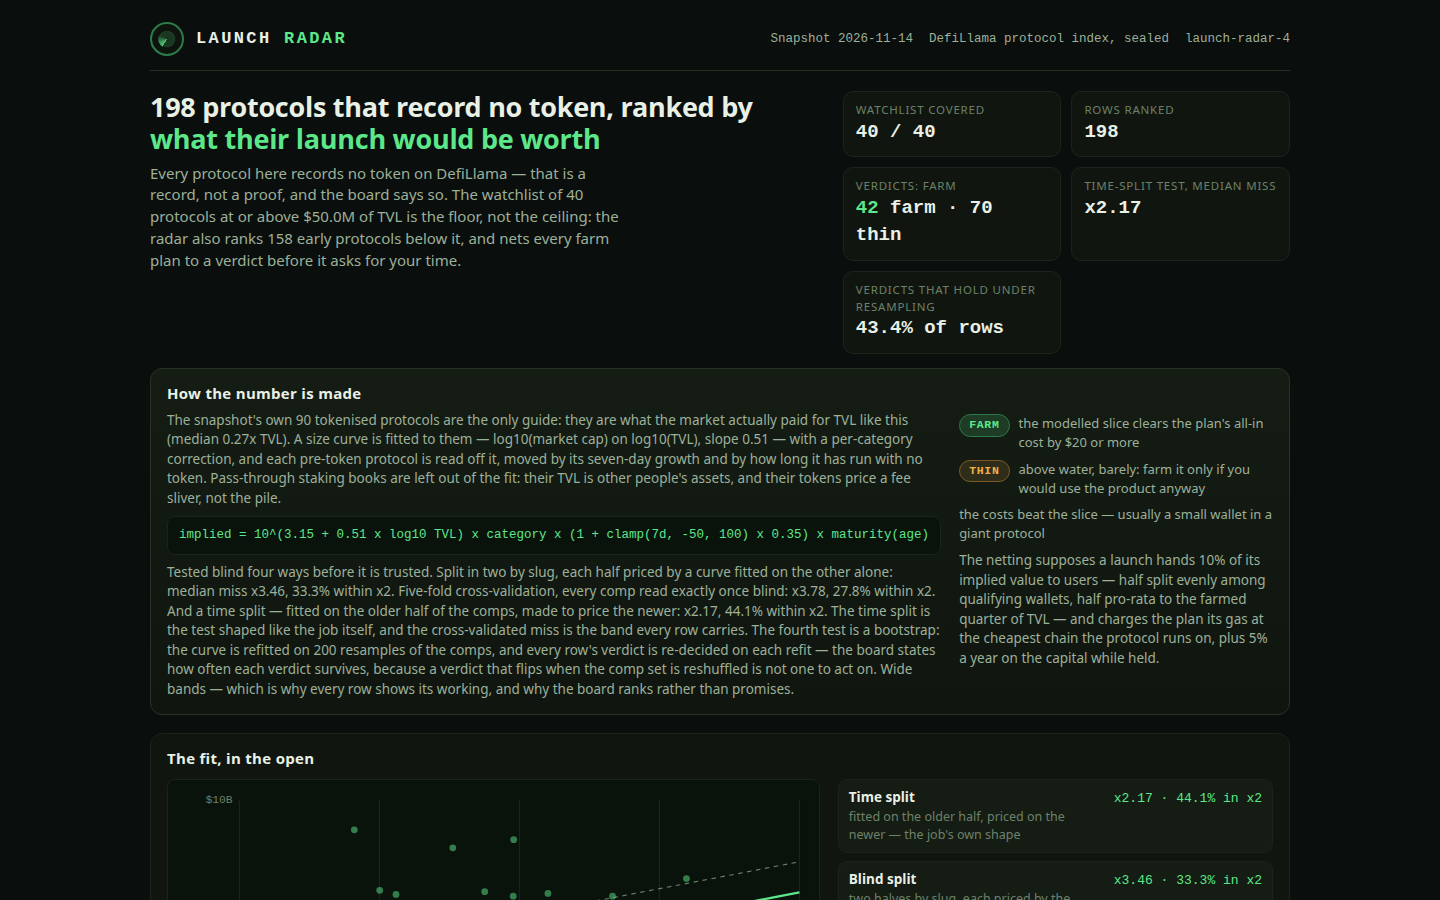 LAUNCH RADAR
Snapshot 2026-11-14 DefiLlama protocol index, sealed launch-radar-4
198 protocols that record no token, ranked by
what their launch would be worth
Every protocol here records no token on DefiLlama — that is a
record, not a proof, and the board says so. The watchlist of 40
protocols at or above $50.0M of TVL is the floor, not the ceiling: the
radar also ranks 158 early protocols below it, and nets every farm
plan to a verdict before it asks for your time.
WATCHLIST COVERED
40 / 40
ROWS RANKED
198
VERDICTS: FARM
42 farm · 70
thin
TIME-SPLIT TEST, MEDIAN MISS
x2.17
VERDICTS THAT HOLD UNDER
RESAMPLING
43.4% of rows
How the number is made
The snapshot's own 90 tokenised protocols are the only guide: they are what the market actually paid for TVL like this
(median 0.27x TVL). A size curve is fitted to them — log10(market cap) on log10(TVL), slope 0.51 — with a per-category
correction, and each pre-token protocol is read off it, moved by its seven-day growth and by how long it has run with no
token. Pass-through staking books are left out of the fit: their TVL is other people's assets, and their tokens price a fee
sliver, not the pile.
implied = 10^(3.15 + 0.51 x log10 TVL) x category x (1 + clamp(7d, -50, 100) x 0.35) x maturity(age)
Tested blind four ways before it is trusted. Split in two by slug, each half priced by a curve fitted on the other alone:
median miss x3.46, 33.3% within x2. Five-fold cross-validation, every comp read exactly once blind: x3.78, 27.8% within x2.
And a time split — fitted on the older half of the comps, made to price the newer: x2.17, 44.1% within x2. The time split is
the test shaped like the job itself, and the cross-validated miss is the band every row carries. The fourth test is a bootstrap:
the curve is refitted on 200 resamples of the comps, and every row's verdict is re-decided on each refit — the board states
how often each verdict survives, because a verdict that flips when the comp set is reshuffled is not one to act on. Wide
bands — which is why every row shows its working, and why the board ranks rather than promises.
FARM the modelled slice clears the plan's all-in
cost by $20 or more
THIN above water, barely: farm it only if you
would use the product anyway
the costs beat the slice — usually a small wallet in a
giant protocol
The netting supposes a launch hands 10% of its
implied value to users — half split evenly among
qualifying wallets, half pro-rata to the farmed
quarter of TVL — and charges the plan its gas at
the cheapest chain the protocol runs on, plus 5%
a year on the capital while held.
The fit, in the open
$10B
Time split x2.17 · 44.1% in x2
fitted on the older half, priced on the
newer — the job's own shape
Blind split x3.46 · 33.3% in x2
two halves by slug, each priced by the